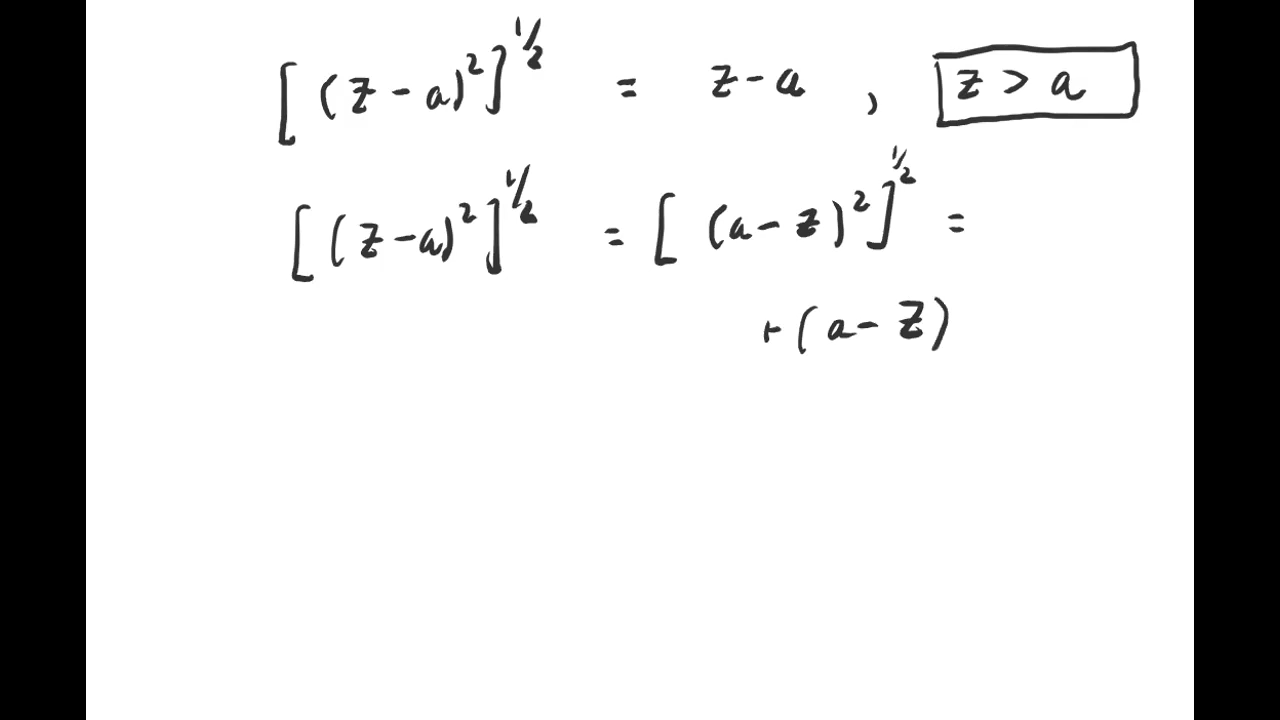 [(z-a)²]^½ = z-a , z > a
[(z-a)²]^½ = [(a-z)²]^½ =
+(a-z)